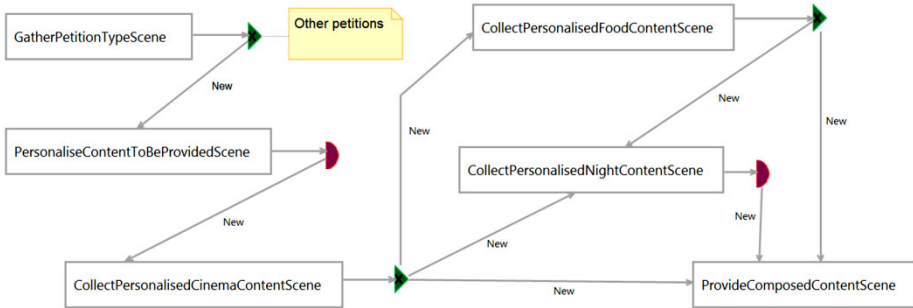 GatherPetitionTypeScene
Other petitions
CollectPersonalisedFoodContentScene
New
New
New
PersonaliseContentToBeProvidedScene
New
CollectPersonalisedNightContentScene
New
New
New
New
CollectPersonalisedCinemaContentScene
New
ProvideComposedContentScene